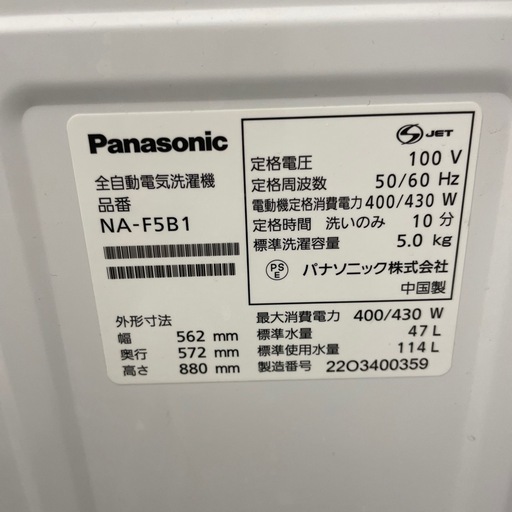 Panasonic
全自動電気洗濯機
品番
NA-F5B1
外形寸法
幅 562 mm
奥行 572 mm
高さ 880 mm
S JET
定格電圧 100 V
定格周波数 50/60 Hz
電動機定格消費電力 400/430 W
定格時間 洗いのみ 10 分
標準洗濯容量 5.0 kg
PS E パナソニック株式会社
中国製
最大消費電力 400/430 W
標準水量 47 L
標準使用水量 114 L
製造番号 22O3400359